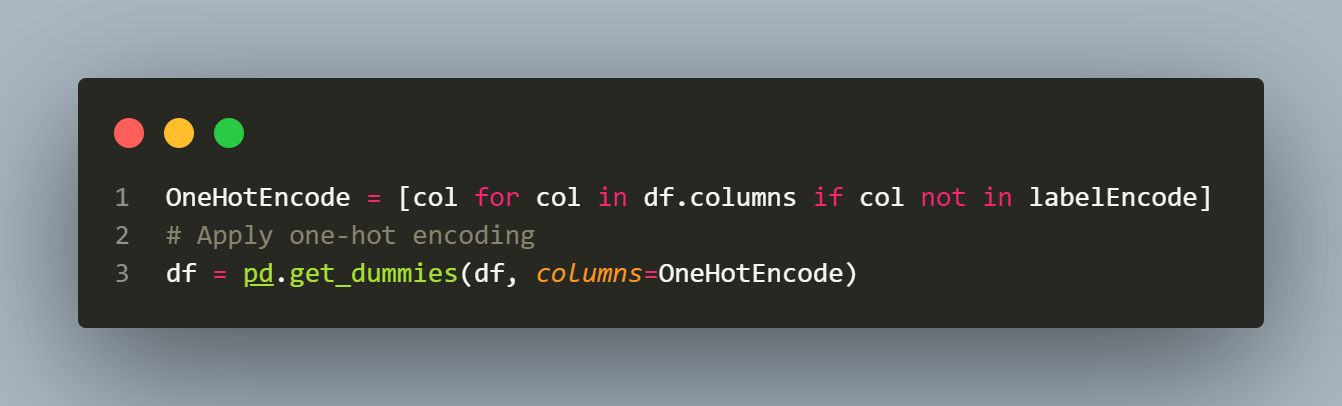 1 OneHotEncode = [col for col in df.columns if col not in labelEncode]
2 # Apply one-hot encoding
3 df = pd.get_dummies(df, columns=OneHotEncode)